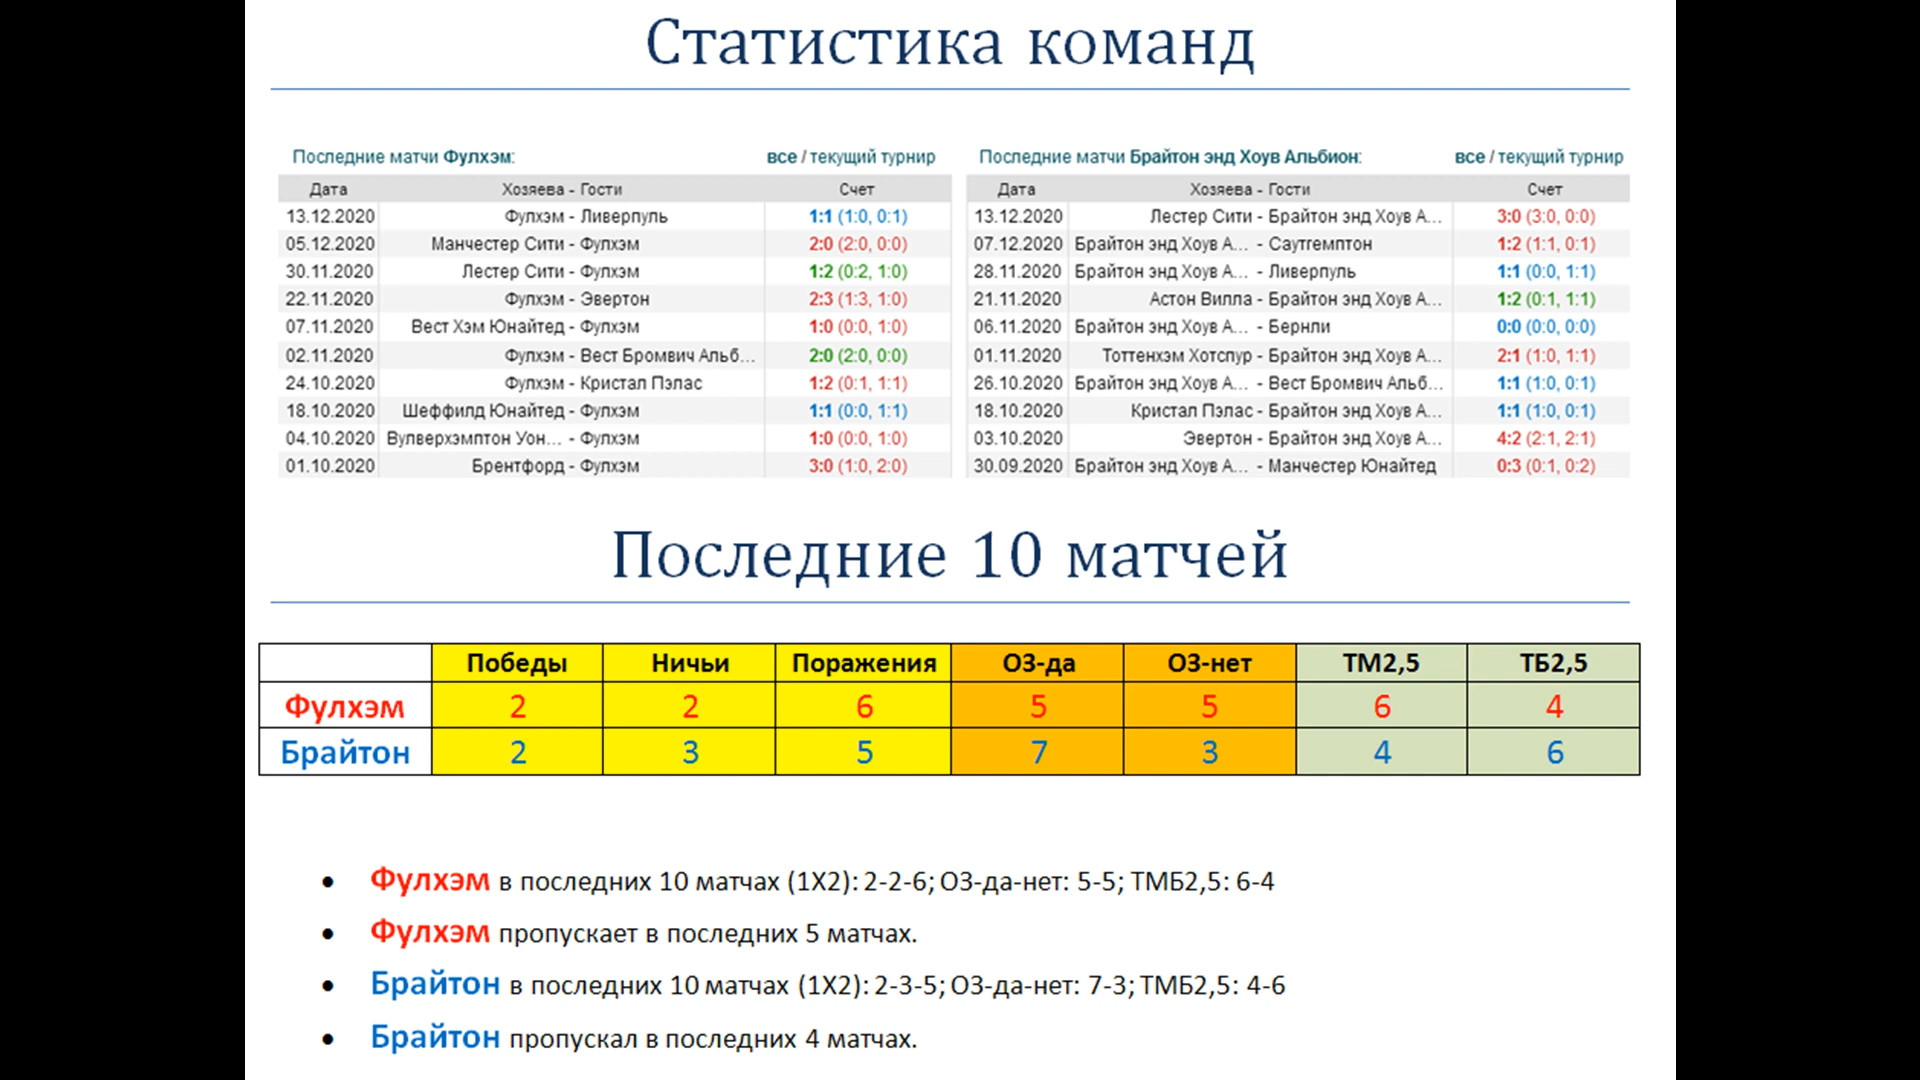 Статистика команд
Последние матчи Фулхэм: все / текущий турнир
Дата Хозяева - Гости Счет
13.12.2020 Фулхэм - Ливерпуль 1:1 (1:0, 0:1)
05.12.2020 Манчестер Сити - Фулхэм 2:0 (2:0, 0:0)
30.11.2020 Лестер Сити - Фулхэм 1:2 (0:2, 1:0)
22.11.2020 Фулхэм - Эвертон 2:3 (1:3, 1:0)
07.11.2020 Вест Хэм Юнайтед - Фулхэм 1:0 (0:0, 1:0)
02.11.2020 Фулхэм - Вест Бромвич Альб... 2:0 (2:0, 0:0)
24.10.2020 Фулхэм - Кристал Пэлас 1:2 (0:1, 1:1)
18.10.2020 Шеффилд Юнайтед - Фулхэм 1:1 (0:0, 1:1)
04.10.2020 Вулверхэмптон Уон... - Фулхэм 1:0 (0:0, 1:0)
01.10.2020 Брентфорд - Фулхэм 3:0 (1:0, 2:0)
Последние матчи Брайтон энд Хоув Альбион: все / текущий турнир
Дата Хозяева - Гости Счет
13.12.2020 Лестер Сити - Брайтон энд Хоув А... 3:0 (3:0, 0:0)
07.12.2020 Брайтон энд Хоув А... - Саутгемптон 1:2 (1:1, 0:1)
28.11.2020 Брайтон энд Хоув А... - Ливерпуль 1:1 (0:0, 1:1)
21.11.2020 Астон Вилла - Брайтон энд Хоув А... 1:2 (0:1, 1:1)
06.11.2020 Брайтон энд Хоув А... - Бернли 0:0 (0:0, 0:0)
01.11.2020 Тоттенхэм Хотспур - Брайтон энд Хоув А... 2:1 (1:0, 1:1)
26.10.2020 Брайтон энд Хоув А... - Вест Бромвич Альб... 1:1 (1:0, 0:1)
18.10.2020 Кристал Пэлас - Брайтон энд Хоув А... 1:1 (1:0, 0:1)
03.10.2020 Эвертон - Брайтон энд Хоув А... 4:2 (2:1, 2:1)
30.09.2020 Брайтон энд Хоув А... - Манчестер Юнайтед 0:3 (0:1, 0:2)
Последние 10 матчей
Победы Ничьи Поражения ОЗ-да ОЗ-нет ТМ2,5 ТБ2,5
Фулхэм 2 2 6 5 5 6 4
Брайтон 2 3 5 7 3 4 6
• Фулхэм в последних 10 матчах (1Х2): 2-2-6; ОЗ-да-нет: 5-5; ТМБ2,5: 6-4
• Фулхэм пропускает в последних 5 матчах.
• Брайтон в последних 10 матчах (1Х2): 2-3-5; ОЗ-да-нет: 7-3; ТМБ2,5: 4-6
• Брайтон пропускал в последних 4 матчах.